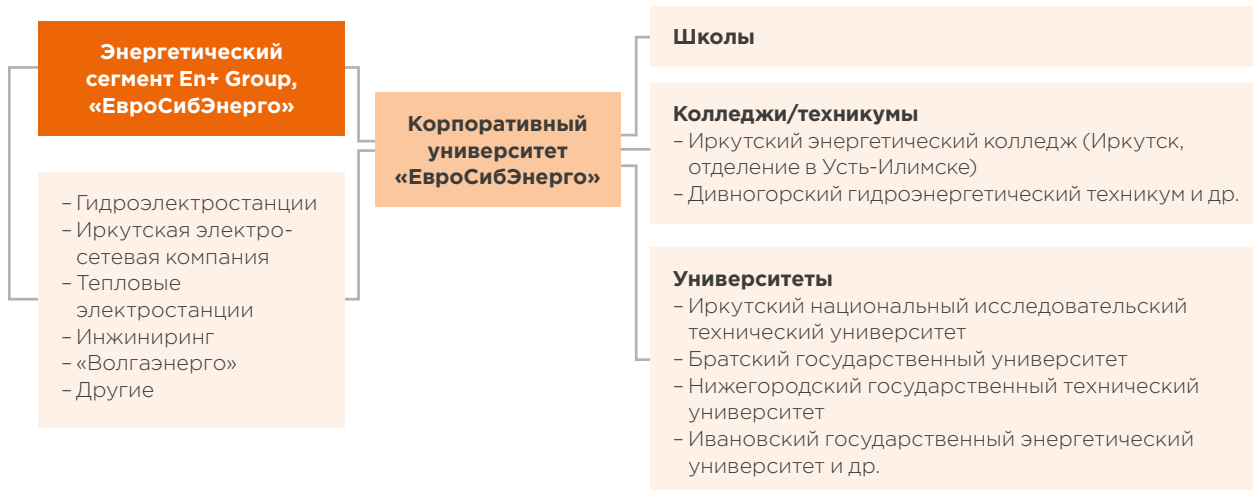 Энергетический
сегмент En+ Group,
«ЕвроСибЭнерго»
– Гидроэлектростанции
– Иркутская электро-
сетевая компания
– Тепловые
электростанции
– Инжиниринг
– «Волгаэнерго»
– Другие
Корпоративный
университет
«ЕвроСибЭнерго»
Школы
Колледжи/техникумы
– Иркутский энергетический колледж (Иркутск,
отделение в Усть-Илимске)
– Дивногорский гидроэнергетический техникум и др.
Университеты
– Иркутский национальный исследовательский
технический университет
– Братский государственный университет
– Нижегородский государственный технический
университет
– Ивановский государственный энергетический
университет и др.